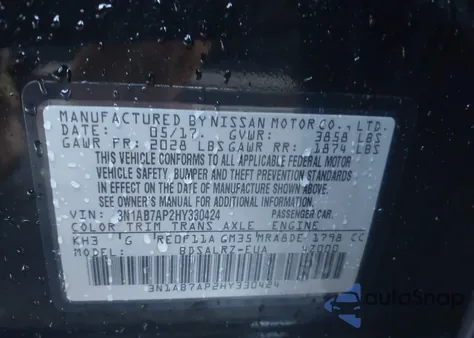 MANUFACTURED BY NISSAN MOTOR CO., LTD.
DATE: 05/17. GVWR: 3858 LBS
GAWR FR: 2028 LBS GAWR RR: 1874 LBS
THIS VEHICLE CONFORMS TO ALL APPLICABLE FEDERAL MOTOR
VEHICLE SAFETY, BUMPER, AND THEFT PREVENTION STANDARDS
IN EFFECT ON THE DATE OF MANUFACTURE SHOWN ABOVE.
SEE OWNER'S MANUAL FOR ADDITIONAL INFORMATION
VIN: 3N1AB7AP2HY330424 PASSENGER CAR.
COLOR TRIM TRANS AXLE ENGINE
KH3 G RE0F11A GM35 MRA8DE 1798 CC
MODEL: BDSALR7-EUA
3N1AB7AP2HY330424
autoSnap